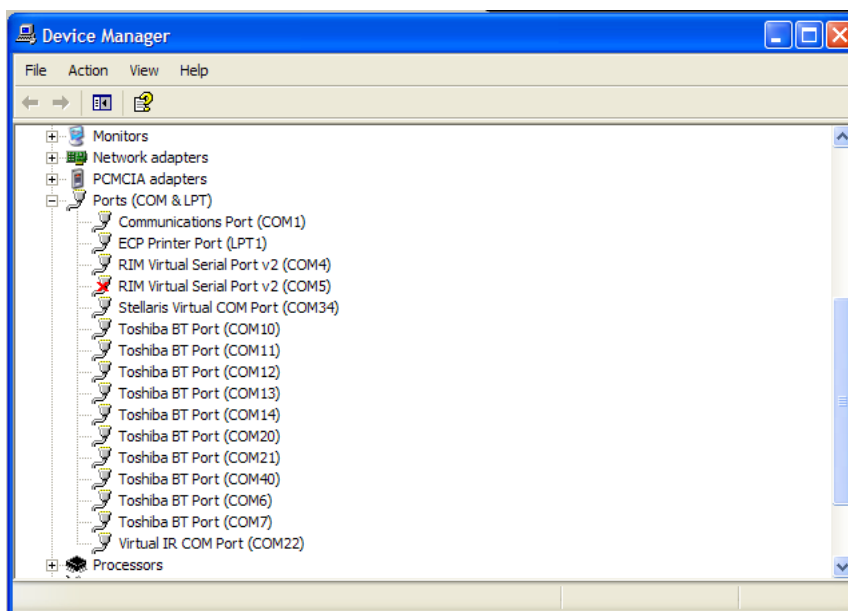 Device Manager
File Action View Help
Monitors
Network adapters
PCMCIA adapters
Ports (COM & LPT)
Communications Port (COM1)
ECP Printer Port (LPT1)
RIM Virtual Serial Port v2 (COM4)
RIM Virtual Serial Port v2 (COM5)
Stellaris Virtual COM Port (COM34)
Toshiba BT Port (COM10)
Toshiba BT Port (COM11)
Toshiba BT Port (COM12)
Toshiba BT Port (COM13)
Toshiba BT Port (COM14)
Toshiba BT Port (COM20)
Toshiba BT Port (COM21)
Toshiba BT Port (COM40)
Toshiba BT Port (COM6)
Toshiba BT Port (COM7)
Virtual IR COM Port (COM22)
Processors